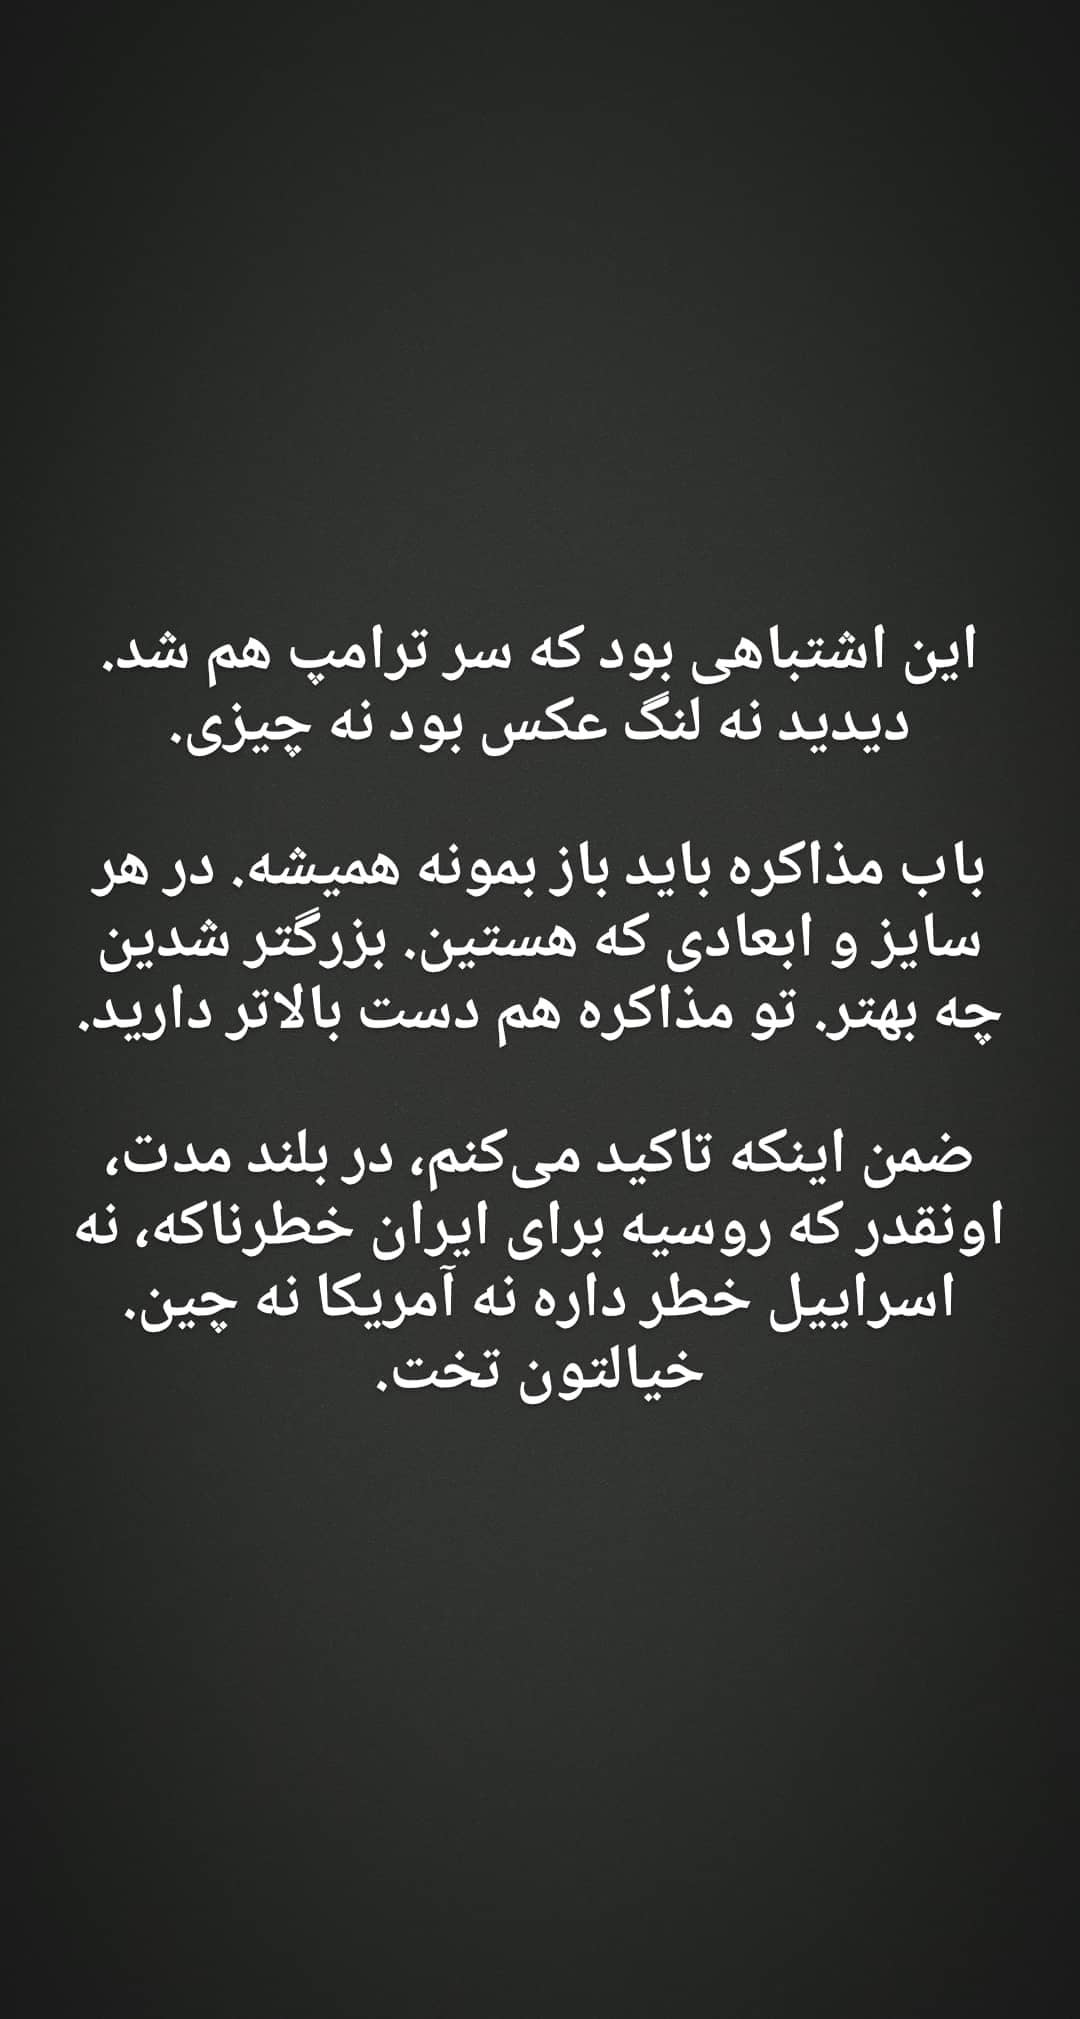 این اشتباهی بود که سر ترامپ هم شد.
دیدید نه لنگ عکس بود نه چیزی.
باب مذاکره باید باز بمونه همیشه. در هر
سایز و ابعادی که هستین. بزرگتر شدین
چه بهتر. تو مذاکره هم دست بالاتر دارید.
ضمن اینکه تاکید می‌کنم، در بلند مدت،
اونقدر که روسیه برای ایران خطرناکه، نه
اسراییل خطر داره نه آمریکا نه چین.
خیالتون تخت.